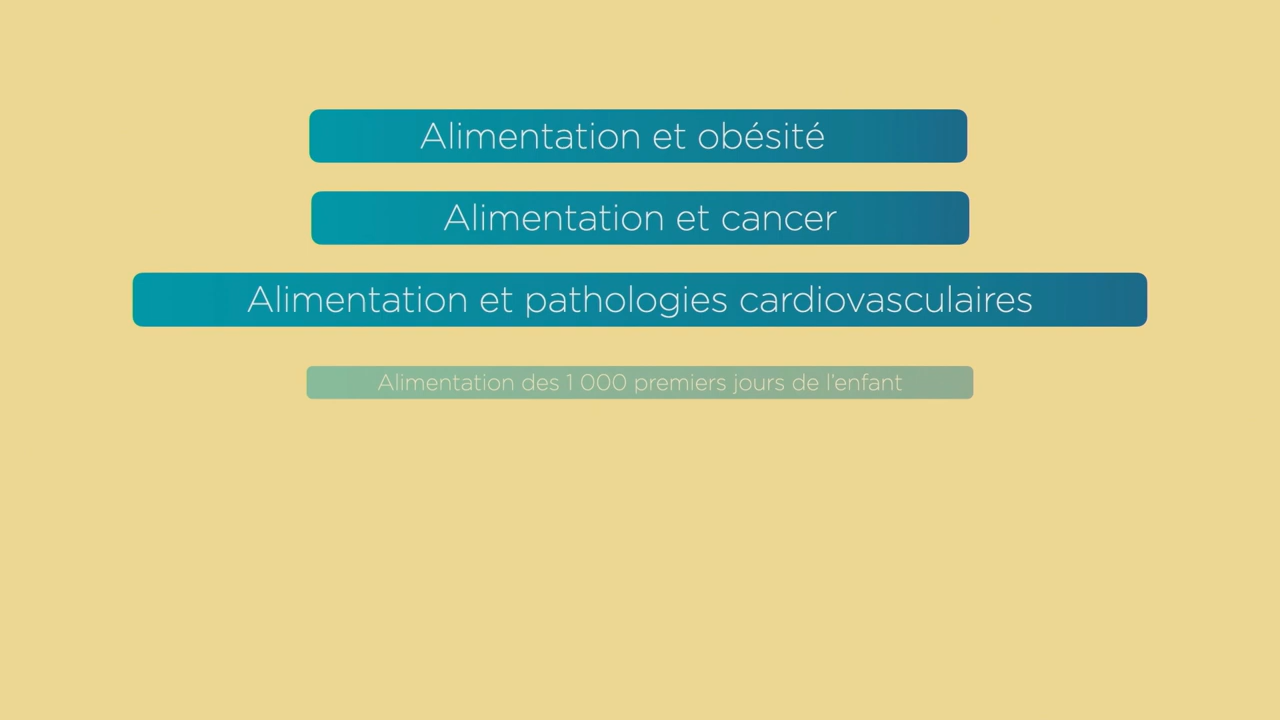 Alimentation et obésité
Alimentation et cancer
Alimentation et pathologies cardiovasculaires
Alimentation des 1 000 premiers jours de l'enfant